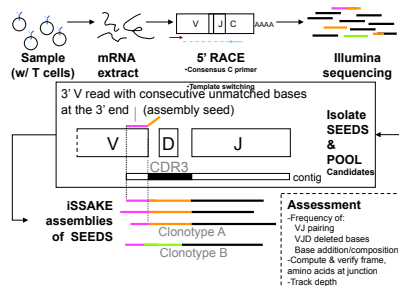 V J C
AAAA
Sample
(w/ T cells)
mRNA
extract
5' RACE
•Consensus C primer
•Template switching
Illumina
sequencing
3' V read with consecutive unmatched bases
at the 3' end (assembly seed)
Isolate
SEEDS
&
POOL
Candidates
V D J
CDR3
contig
iSSAKE
assemblies
of SEEDS
Clonotype A
Clonotype B
Assessment
-Frequency of:
VJ pairing
VJD deleted bases
Base addition/composition
-Compute & verify frame,
amino acids at junction
-Track depth